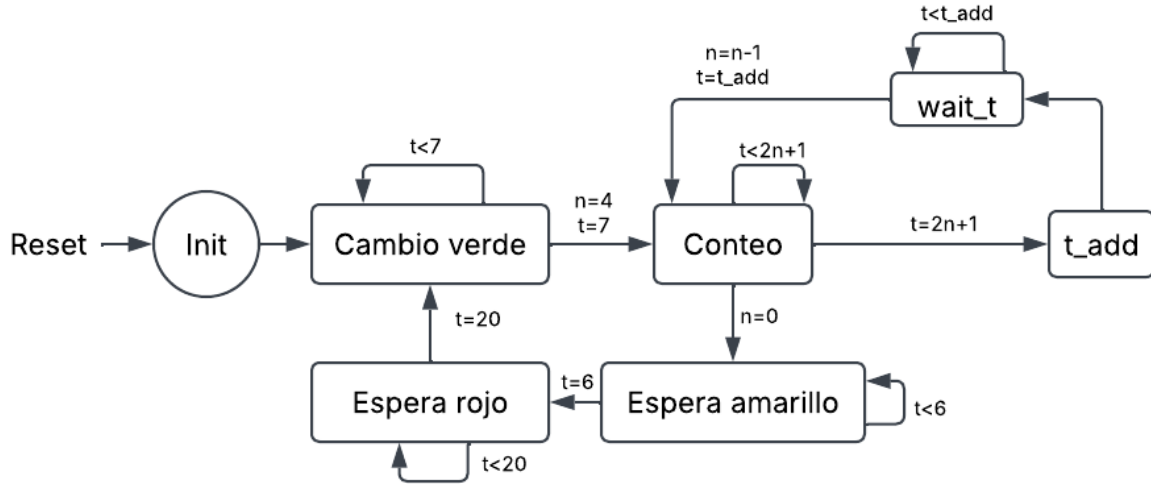 t<t_add
n=n-1
t=t_add
wait_t
t<7
t<2n+1
n=4
t=7
Reset
Init
Cambio verde
Conteo
t=2n+1
t_add
t=20
n=0
Espera rojo
t=6
Espera amarillo
t<6
t<20